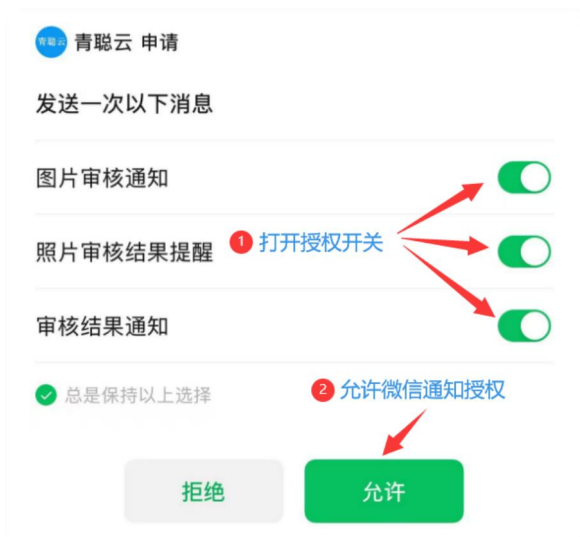 青聪云 青聪云 申请
发送一次以下消息
图片审核通知
照片审核结果提醒
1 打开授权开关
审核结果通知
总是保持以上选择
2 允许微信通知授权
拒绝
允许